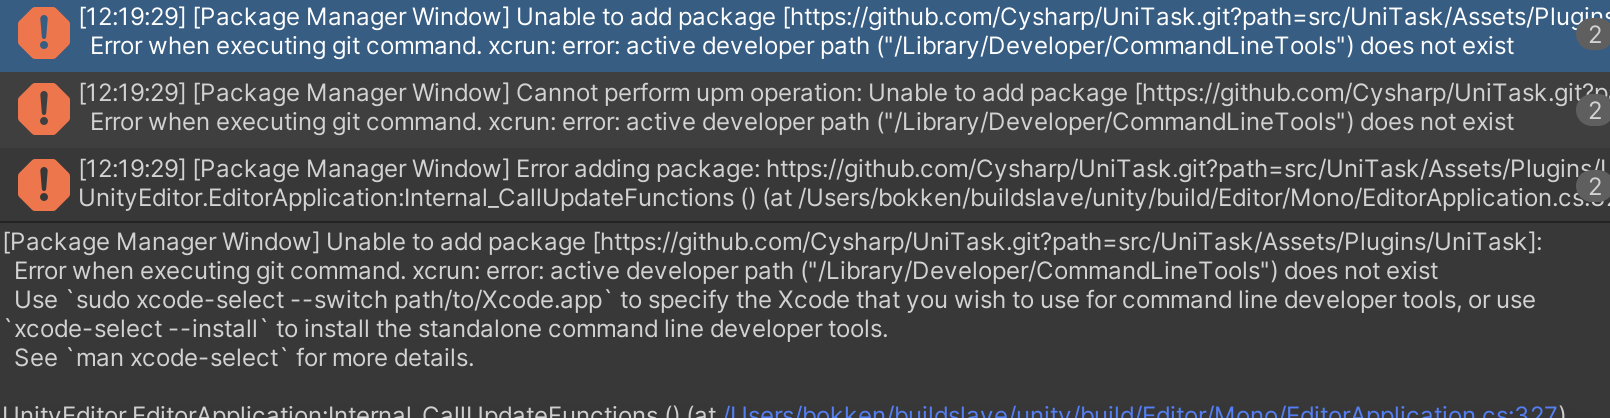 [12:19:29] [Package Manager Window] Unable to add package [https://github.com/Cysharp/UniTask.git?path=src/UniTask/Assets/Plugins
Error when executing git command. xcrun: error: active developer path ("/Library/Developer/CommandLineTools") does not exist
2
[12:19:29] [Package Manager Window] Cannot perform upm operation: Unable to add package [https://github.com/Cysharp/UniTask.git?p
Error when executing git command. xcrun: error: active developer path ("/Library/Developer/CommandLineTools") does not exist
2
[12:19:29] [Package Manager Window] Error adding package: https://github.com/Cysharp/UniTask.git?path=src/UniTask/Assets/Plugins/U
UnityEditor.EditorApplication:Internal_CallUpdateFunctions () (at /Users/bokken/buildslave/unity/build/Editor/Mono/EditorApplication.cs:32
2
[Package Manager Window] Unable to add package [https://github.com/Cysharp/UniTask.git?path=src/UniTask/Assets/Plugins/UniTask]:
Error when executing git command. xcrun: error: active developer path ("/Library/Developer/CommandLineTools") does not exist
Use `sudo xcode-select --switch path/to/Xcode.app` to specify the Xcode that you wish to use for command line developer tools, or use
`xcode-select --install` to install the standalone command line developer tools.
See `man xcode-select` for more details.
UnityEditor.EditorApplication:Internal_CallUpdateFunctions () (at /Users/bokken/buildslave/unity/build/Editor/Mono/EditorApplication.cs:327)